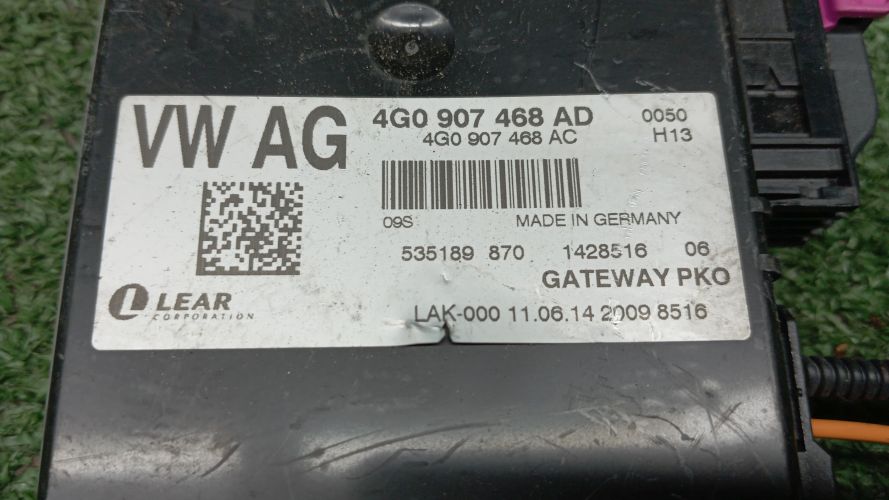 VW AG
4G0 907 468 AD 0050
4G0 907 468 AC H13
09S MADE IN GERMANY
535189 870 1428516 06
GATEWAY PKO
LEAR
CORPORATION
LAK-000 11.06.14 2009 8516